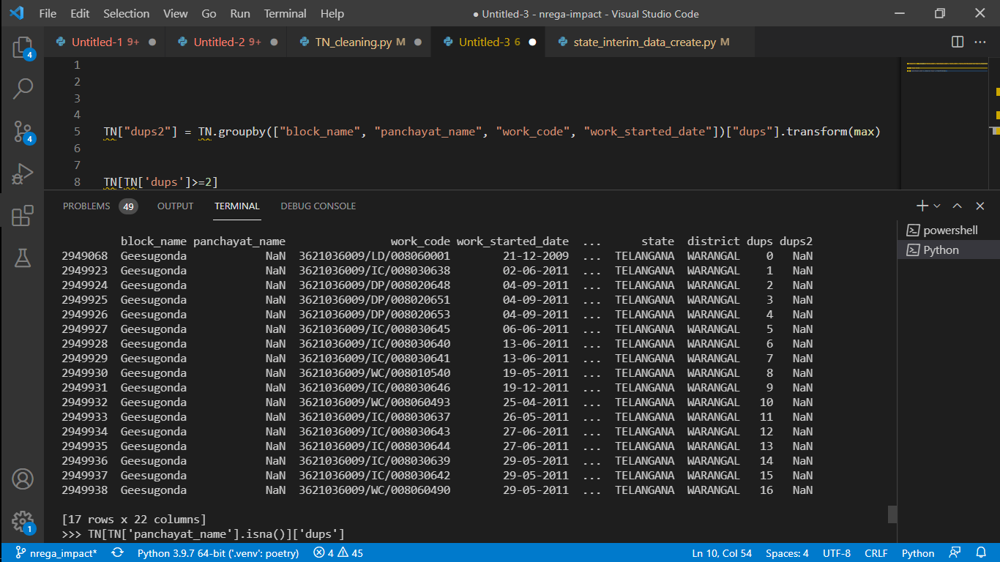 File Edit Selection View Go Run Terminal Help ● Untitled-3 - nrega-impact - Visual Studio Code
Untitled-1 9+ Untitled-2 9+ TN_cleaning.py M Untitled-3 6 state_interim_data_create.py M
1
2
3
4
5 TN["dups2"] = TN.groupby(["block_name", "panchayat_name", "work_code", "work_started_date"])["dups"].transform(max)
6
7
8 TN[TN['dups']>=2]
4
4
1
PROBLEMS 49 OUTPUT TERMINAL DEBUG CONSOLE
powershell
Python
block_name panchayat_name work_code work_started_date ... state district dups dups2
2949068 Geesugonda NaN 3621036009/LD/008060001 21-12-2009 ... TELANGANA WARANGAL 0 NaN
2949923 Geesugonda NaN 3621036009/IC/008030638 02-06-2011 ... TELANGANA WARANGAL 1 NaN
2949924 Geesugonda NaN 3621036009/DP/008020648 04-09-2011 ... TELANGANA WARANGAL 2 NaN
2949925 Geesugonda NaN 3621036009/DP/008020651 04-09-2011 ... TELANGANA WARANGAL 3 NaN
2949926 Geesugonda NaN 3621036009/DP/008020653 04-09-2011 ... TELANGANA WARANGAL 4 NaN
2949927 Geesugonda NaN 3621036009/IC/008030645 06-06-2011 ... TELANGANA WARANGAL 5 NaN
2949928 Geesugonda NaN 3621036009/IC/008030640 13-06-2011 ... TELANGANA WARANGAL 6 NaN
2949929 Geesugonda NaN 3621036009/IC/008030641 13-06-2011 ... TELANGANA WARANGAL 7 NaN
2949930 Geesugonda NaN 3621036009/WC/008010540 19-05-2011 ... TELANGANA WARANGAL 8 NaN
2949931 Geesugonda NaN 3621036009/IC/008030646 19-12-2011 ... TELANGANA WARANGAL 9 NaN
2949932 Geesugonda NaN 3621036009/WC/008060493 25-04-2011 ... TELANGANA WARANGAL 10 NaN
2949933 Geesugonda NaN 3621036009/IC/008030637 26-05-2011 ... TELANGANA WARANGAL 11 NaN
2949934 Geesugonda NaN 3621036009/IC/008030643 27-06-2011 ... TELANGANA WARANGAL 12 NaN
2949935 Geesugonda NaN 3621036009/IC/008030644 27-06-2011 ... TELANGANA WARANGAL 13 NaN
2949936 Geesugonda NaN 3621036009/IC/008030639 29-05-2011 ... TELANGANA WARANGAL 14 NaN
2949937 Geesugonda NaN 3621036009/IC/008030642 29-05-2011 ... TELANGANA WARANGAL 15 NaN
2949938 Geesugonda NaN 3621036009/WC/008060490 29-05-2011 ... TELANGANA WARANGAL 16 NaN
[17 rows x 22 columns]
>>> TN[TN['panchayat_name'].isna()]['dups']
nrega_impact* Python 3.9.7 64-bit ('.venv': poetry) 4 45 Ln 10, Col 54 Spaces: 4 UTF-8 CRLF Python